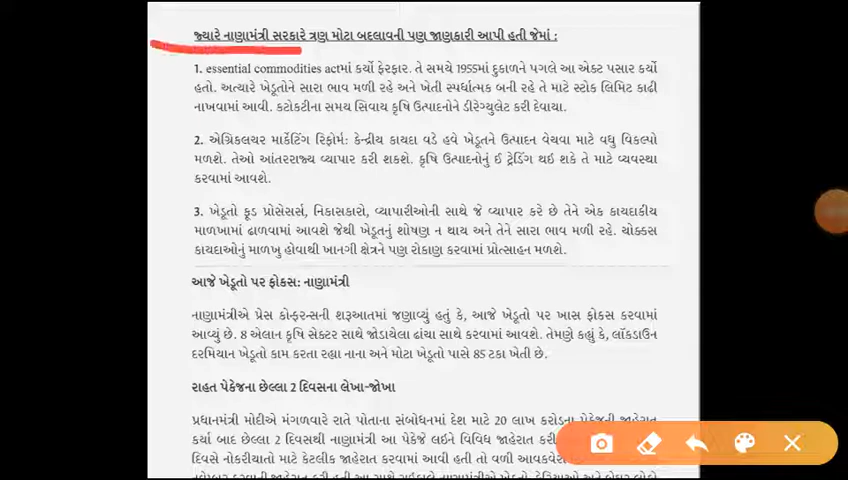 જ્યારે નાણામંત્રી સરકારે ત્રણ મોટા બદલાવની પણ જાણકારી આપી હતી જેમાં :
1. essential commodities actમાં કર્યો ફેરફાર. તે સમયે 1955માં દુકાળને પગલે આ એક્ટ પસાર કર્યો
હતો. અત્યારે ખેડૂતોને સારા ભાવ મળી રહે અને ખેતી સ્પર્ધાત્મક બની રહે તે માટે સ્ટોક લિમિટ કાઢી
નાખવામાં આવી. કટોકટીના સમય સિવાય કૃષિ ઉત્પાદનોને ડીરેગ્યુલેટ કરી દેવાયા.
2. એગ્રિકલચર માર્કેટિંગ રિફોર્મ: કેન્દ્રીય કાયદા વડે હવે ખેડૂતને ઉત્પાદન વેચવા માટે વધુ વિકલ્પો
મળશે. તેઓ આંતરરાજ્ય વ્યાપાર કરી શકશે. કૃષિ ઉત્પાદનોનું ઈ ટ્રેડિંગ થઇ શકે તે માટે વ્યવસ્થા
કરવામાં આવશે.
3. ખેડૂતો ફૂડ પ્રોસેસર્સ, નિકાસકારો, વ્યાપારીઓની સાથે જે વ્યાપાર કરે છે તેને એક કાયદાકીય
માળખામાં ઢાળવામાં આવશે જેથી ખેડૂતનું શોષણ ન થાય અને તેને સારા ભાવ મળી રહે. ચોક્કસ
કાયદાઓનું માળખુ હોવાથી ખાનગી ક્ષેત્રને પણ રોકાણ કરવામાં પ્રોત્સાહન મળશે.
આજે ખેડૂતો પર ફોકસ: નાણામંત્રી
નાણામંત્રીએ પ્રેસ કોન્ફરન્સની શરૂઆતમાં જણાવ્યું હતું કે, આજે ખેડૂતો પર ખાસ ફોકસ કરવામાં
આવ્યું છે. 8 એલાન કૃષિ સેક્ટર સાથે જોડાયેલા ઢાંચા સાથે કરવામાં આવશે. તેમણે કહ્યું કે, લૉકડાઉન
દરમિયાન ખેડૂતો કામ કરતા રહ્યા નાના અને મોટા ખેડૂતો પાસે 85 ટકા ખેતી છે.
રાહત પેકેજના છેલ્લા 2 દિવસના લેખા-જોખા
પ્રધાનમંત્રી મોદીએ મંગળવારે રાતે પોતાના સંબોધનમાં દેશ માટે 20 લાખ કરોડના પેકેજની જાહેરાત
કર્યા બાદ છેલ્લા 2 દિવસથી નાણામંત્રી આ પેકેજે લઇને વિવિધ જાહેરાત કરી
દિવસે નોકરીયાતો માટે કેટલીક જાહેરાત કરવામાં આવી હતી તો વળી આવકવેરા